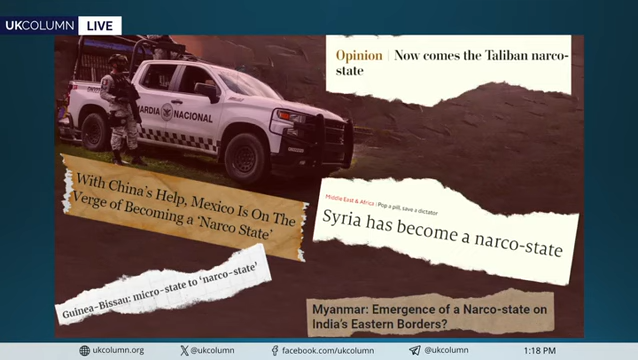 UKCOLUMN LIVE
Opinion | Now comes the Taliban narco-
state
GUARDIA NACIONAL
With China's Help, Mexico Is On The
Verge of Becoming a 'Narco State'
Middle East & Africa | Pop a pill, save a dictator
Syria has become a narco-state
Guinea-Bissau: micro-state to 'narco-state'
Myanmar: Emergence of a Narco-state on
India's Eastern Borders?
ukcolumn.org @ukcolumn facebook.com/ukcolumn @ukcolumn 1:18 PM